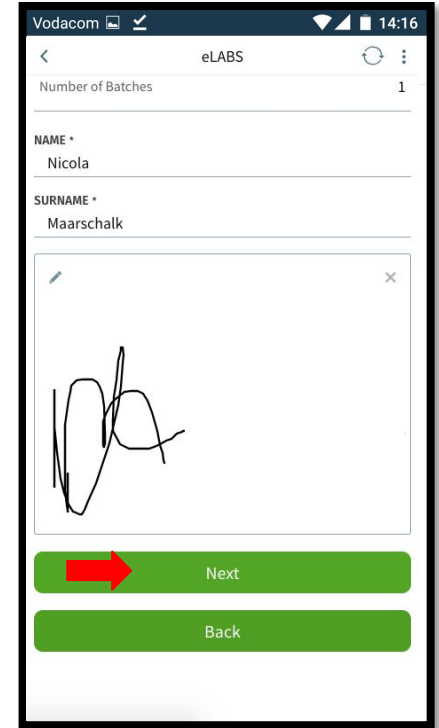 Vodacom 14:16
eLABS
Number of Batches 1
NAME *
Nicola
SURNAME *
Maarschalk
Next
Back